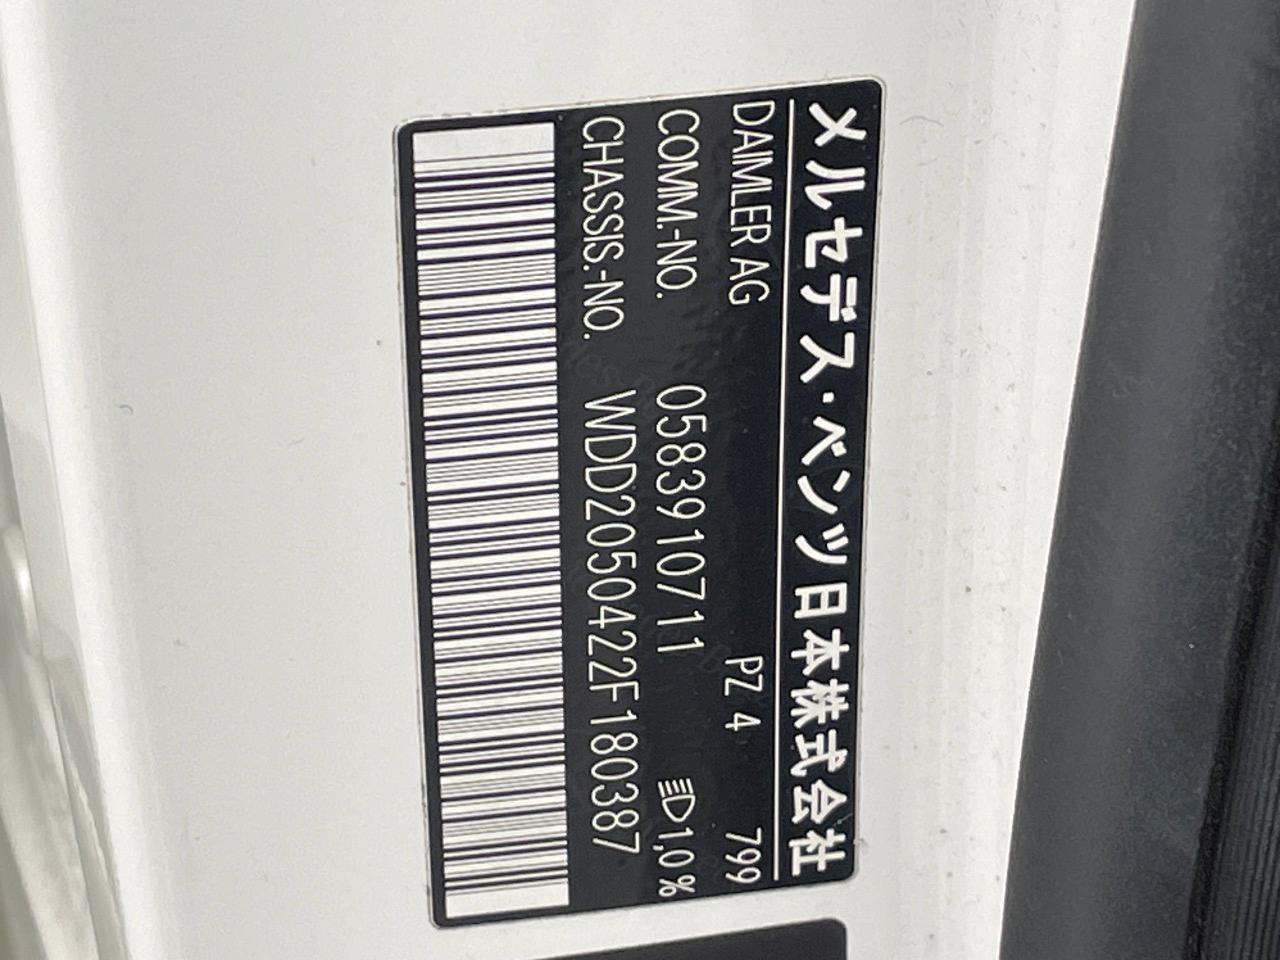 メルセデス・ベンツ日本株式会社
DAIMLER AG PZ 4 799
COMM.-NO. 0583910711 1,0 %
CHASSIS.-NO. WDD2050422F180387